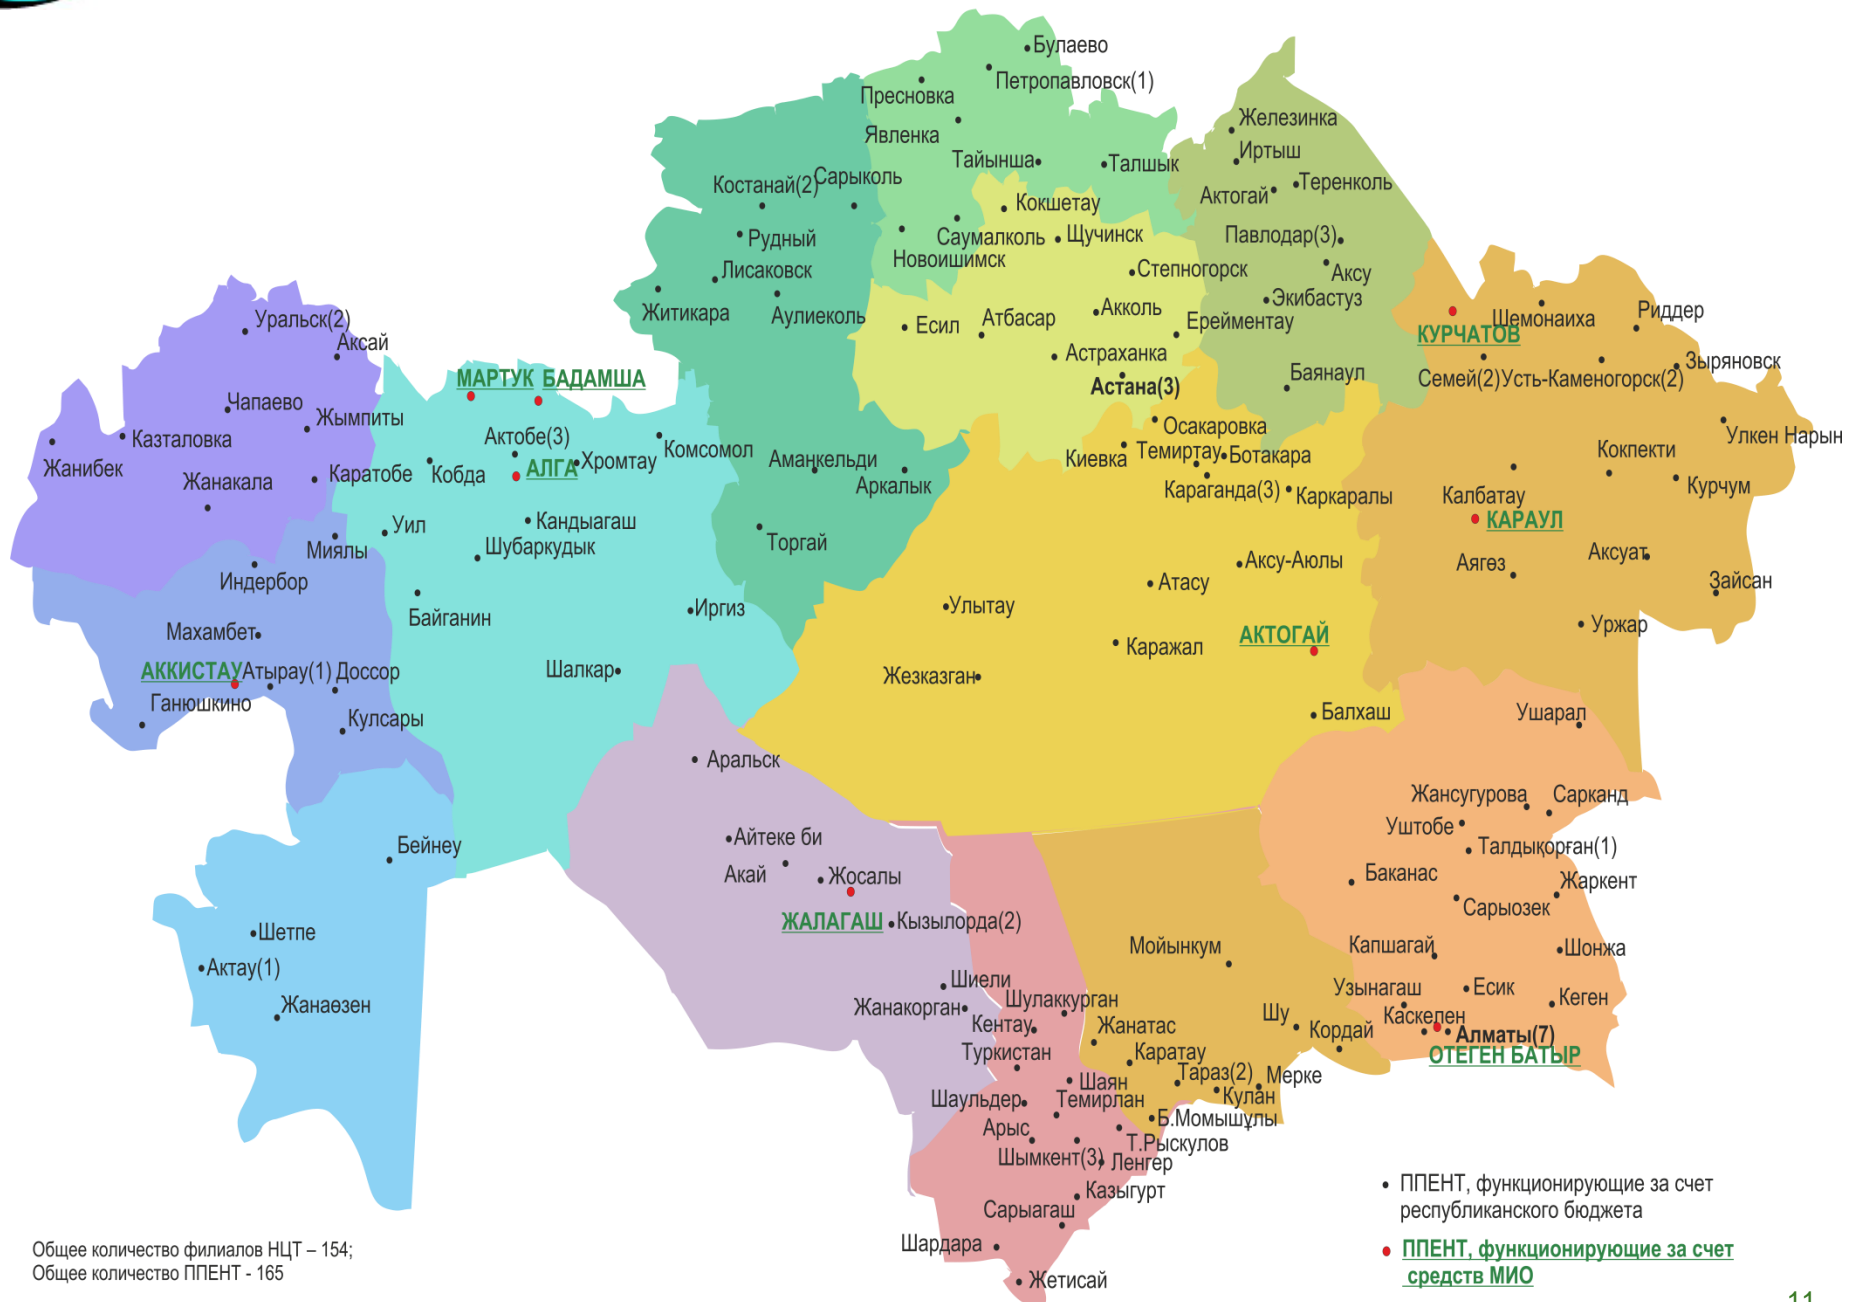 Булаево
Петропавловск(1)
Пресновка
Явленка
Тайынша
Талшык
Саумалколь
Новоишимск
Костанай(2)
Сарыколь
Рудный
Лисаковск
Житикара
Аулиеколь
Аманкельди
Аркалык
Торгай
Кокшетау
Щучинск
Степногорск
Есил
Атбасар
Акколь
Ерейментау
Астраханка
Астана(3)
Железинка
Иртыш
Теренколь
Актогай
Павлодар(3)
Аксу
Экибастуз
Баянаул
КУРЧАТОВ
Шемонаиха
Риддер
Семей(2)
Усть-Каменогорск(2)
Зыряновск
Улкен Нарын
Кокпекти
Калбатау
Курчум
КАРАУЛ
Аягөз
Аксуат
Зайсан
Уржар
Уральск(2)
Аксай
Чапаево
Жымпиты
Казталовка
Жанибек
Жанакала
Каратобе
МАРТУК
БАДАМША
Актобе(3)
Комсомол
Кобда
АЛГА
Хромтау
Уил
Кандыагаш
Шубаркудык
Байганин
Иргиз
Шалкар
Миялы
Индербор
Махамбет
АККИСТАУ
Атырау(1)
Доссор
Ганюшкино
Кулсары
Бейнеу
Шетпе
Актау(1)
Жанаөзен
Осакаровка
Киевка
Темиртау
Ботакара
Караганда(3)
Каркаралы
Аксу-Аюлы
Атасу
Улытау
АКТОГАЙ
Каражал
Жезказган
Балхаш
Аральск
Айтеке би
Акай
Жосалы
ЖАЛАГАШ
Кызылорда(2)
Шиели
Жанакорган
Шулаккурган
Кентау
Туркистан
Шаян
Шаульдер
Темирлан
Арыс
Т.Рыскулов
Шымкент(3)
Ленгер
Казыгурт
Сарыагаш
Шардара
Жетисай
Мойынкум
Шу
Кордай
Жанатас
Каратау
Тараз(2)
Мерке
Кулан
Б.Момышұлы
Ушарал
Жансугурова
Сарканд
Уштобе
Талдықорған(1)
Баканас
Жаркент
Сарыозек
Капшагай
Шонжа
Узынагаш
Есик
Кеген
Каскелен
Алматы(7)
ОТЕГЕН БАТЫР
ППЕНТ, функционирующие за счет
республиканского бюджета
ППЕНТ, функционирующие за счет
средств МИО
Общее количество филиалов НЦТ – 154;
Общее количество ППЕНТ - 165
11